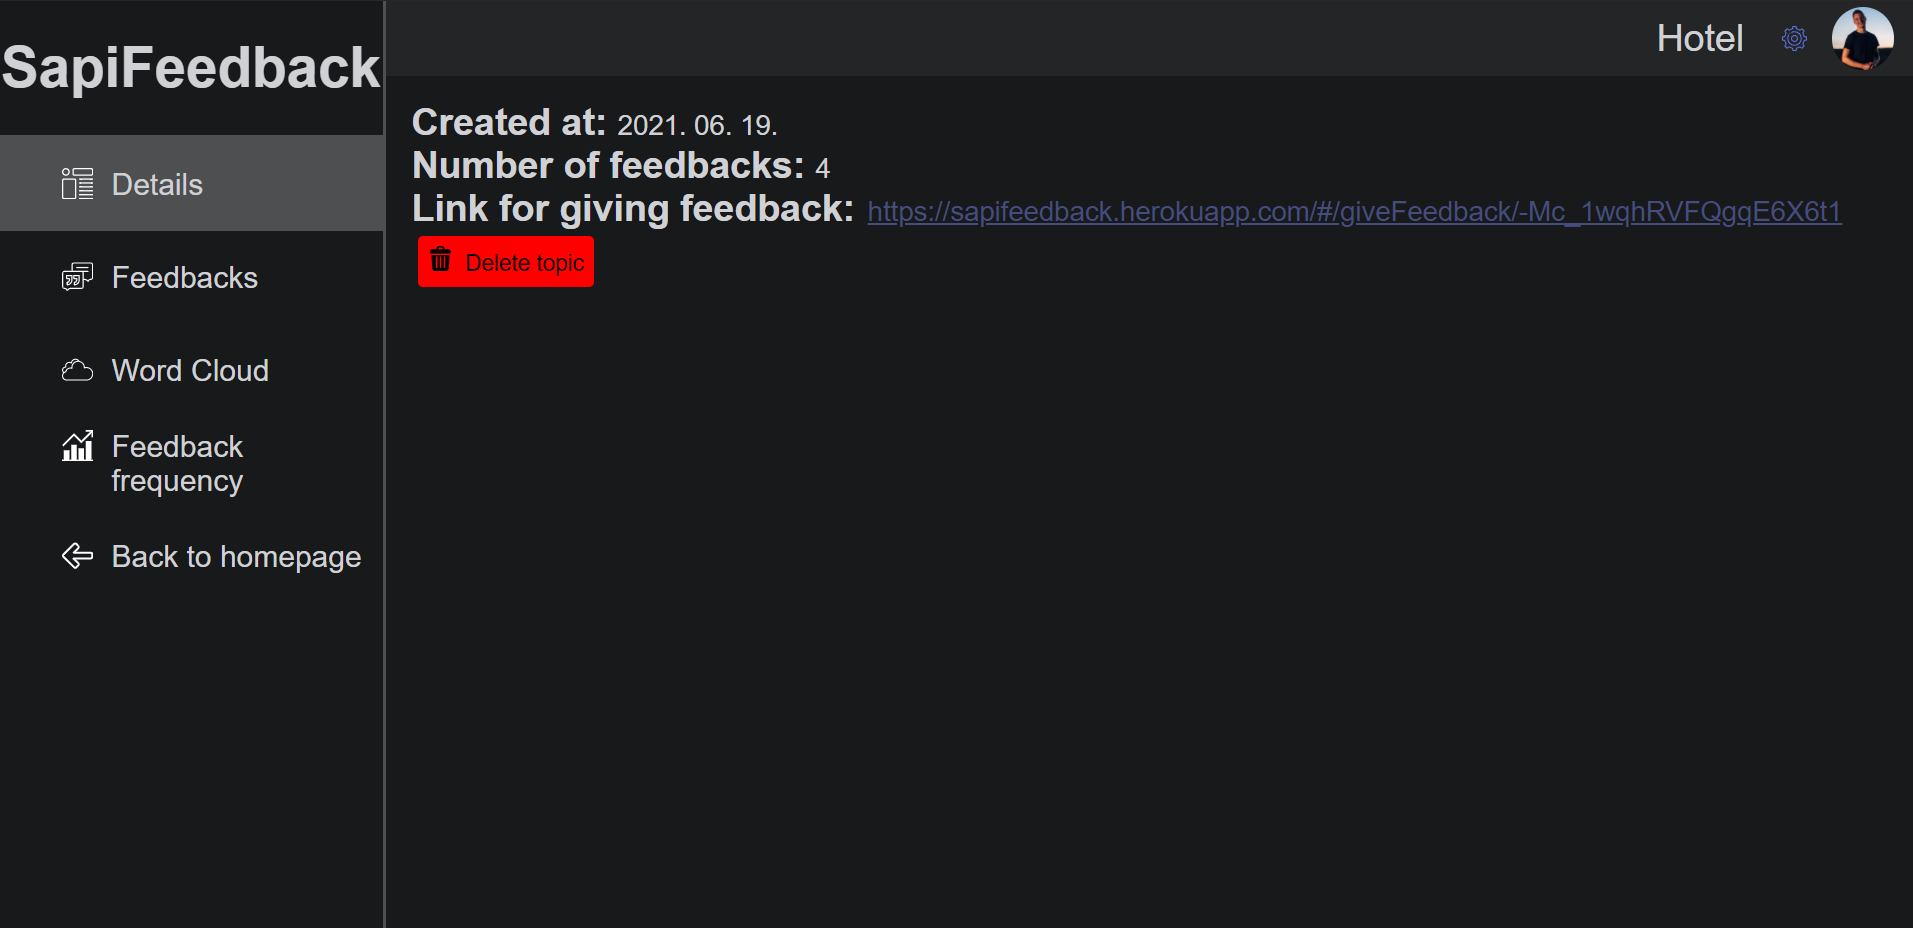 SapiFeedback
Hotel
Details
Feedbacks
Word Cloud
Feedback
frequency
Back to homepage
Created at: 2021. 06. 19.
Number of feedbacks: 4
Link for giving feedback: https://sapifeedback.herokuapp.com/#/giveFeedback/-Mc_1wqhRVFQgqE6X6t1
Delete topic